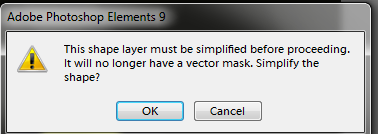 Adobe Photoshop Elements 9
This shape layer must be simplified before proceeding.
It will no longer have a vector mask. Simplify the
shape?
OK Cancel